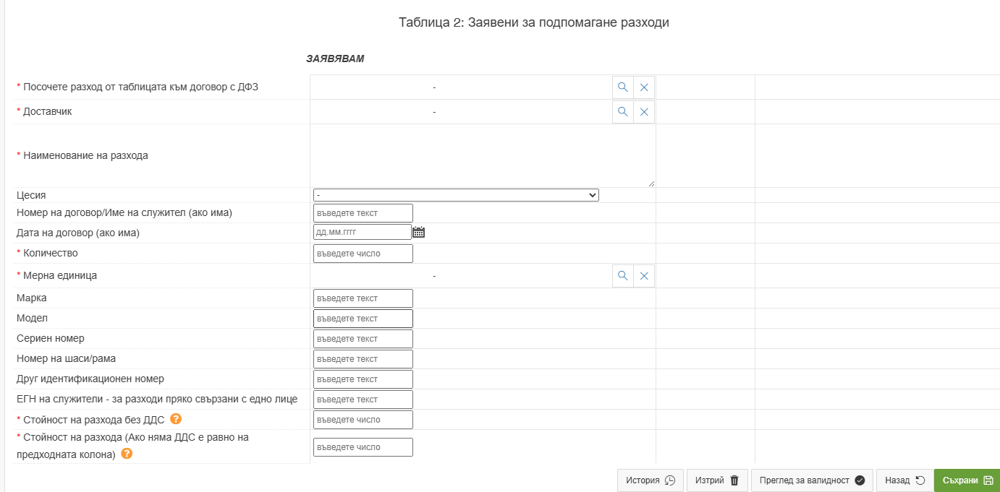 Таблица 2: Заявени за подпомагане разходи
ЗАЯВЯВАМ
* Посочете разход от таблицата към договор с ДФЗ -
* Доставчик -
* Наименование на разхода
Цесия -
Номер на договор/Име на служител (ако има) въведете текст
Дата на договор (ако има) дд.мм.гггг
* Количество въведете число
* Мерна единица -
Марка въведете текст
Модел въведете текст
Сериен номер въведете текст
Номер на шаси/рама въведете текст
Друг идентификационен номер въведете текст
ЕГН на служители - за разходи пряко свързани с едно лице въведете текст
* Стойност на разхода без ДДС ? въведете число
* Стойност на разхода (Ако няма ДДС е равно на
предходната колона) ? въведете число
История Изтрий Преглед за валидност Назад Съхрани